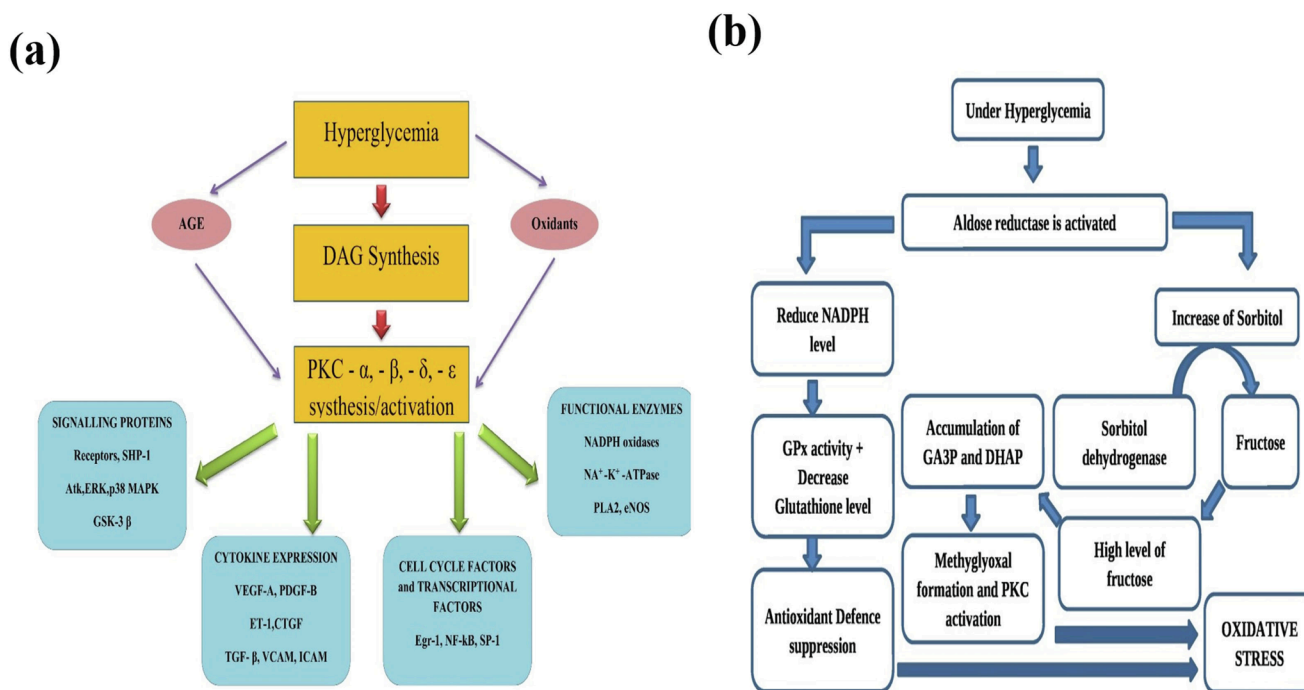 (a)
Hyperglycemia
AGE
Oxidants
DAG Synthesis
PKC - α, - β, - δ, - ε
systhesis/activation
SIGNALLING PROTEINS
Receptors, SHP-1
Atk,ERK,p38 MAPK
GSK-3 β
CYTOKINE EXPRESSION
VEGF-A, PDGF-B
ET-1,CTGF
TGF- β, VCAM, ICAM
CELL CYCLE FACTORS
and TRANSCRIPTIONAL
FACTORS
Egr-1, NF-kB, SP-1
FUNCTIONAL ENZYMES
NADPH oxidases
NA⁺-K⁺-ATPase
PLA2, eNOS
(b)
Under Hyperglycemia
Aldose reductase is activated
Reduce NADPH
level
Increase of Sorbitol
GPx activity +
Decrease
Glutathione level
Accumulation of
GA3P and DHAP
Sorbitol
dehydrogenase
Fructose
Antioxidant Defence
suppression
Methyglyoxal
formation and PKC
activation
High level of
fructose
OXIDATIVE
STRESS